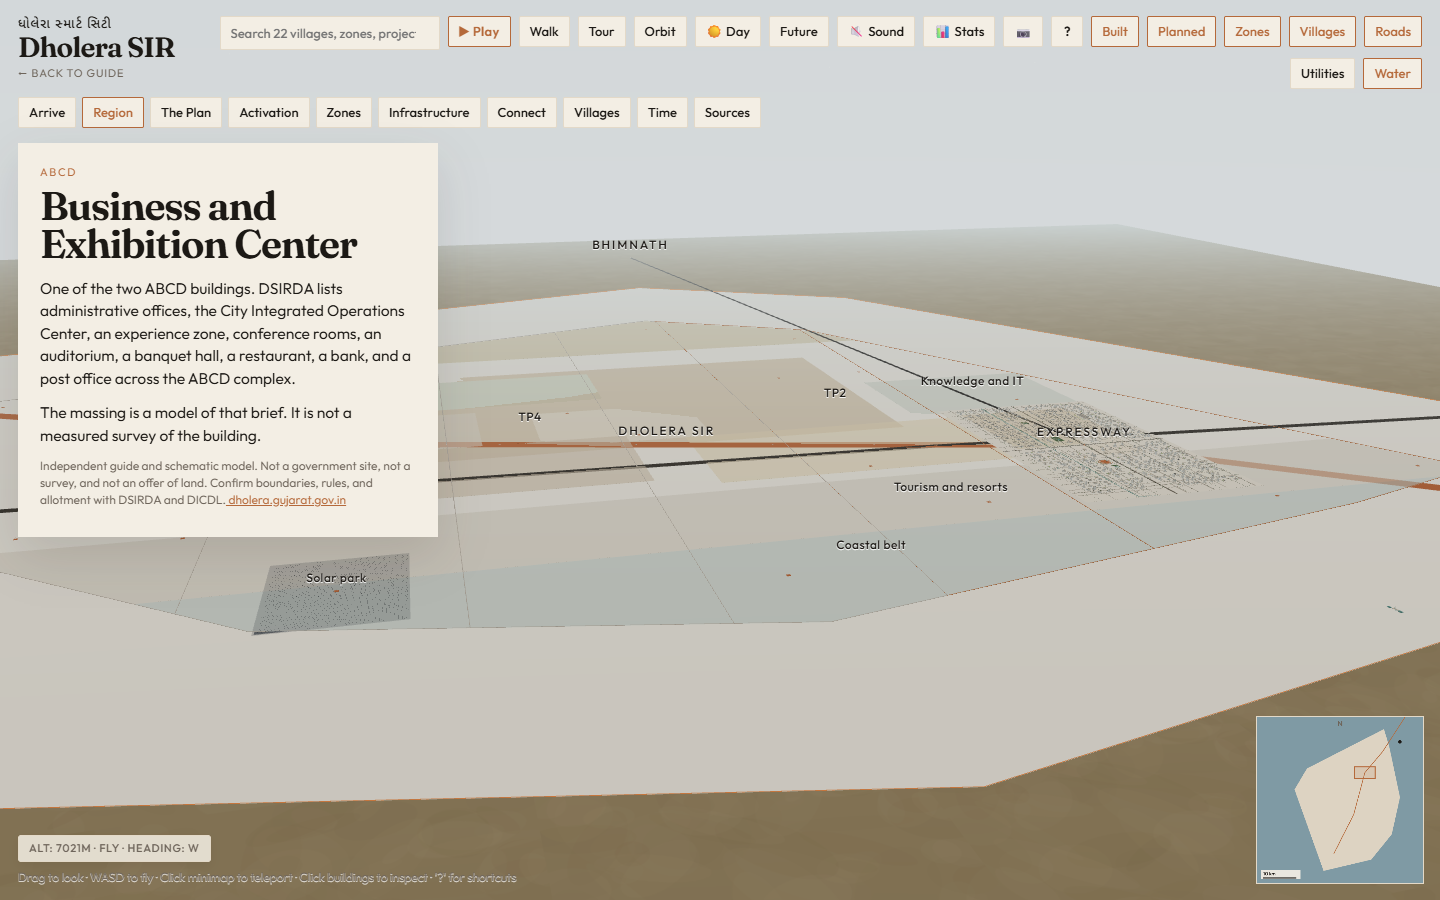 ધોલેરા સ્માર્ટ સિટી
Dholera SIR
← BACK TO GUIDE
Search 22 villages, zones, projec
▶ Play
Walk
Tour
Orbit
Day
Future
Sound
Stats
?
Built
Planned
Zones
Villages
Roads
Utilities
Water
Arrive
Region
The Plan
Activation
Zones
Infrastructure
Connect
Villages
Time
Sources
ABCD
Business and
Exhibition Center
One of the two ABCD buildings. DSIRDA lists
administrative offices, the City Integrated Operations
Center, an experience zone, conference rooms, an
auditorium, a banquet hall, a restaurant, a bank, and a
post office across the ABCD complex.
The massing is a model of that brief. It is not a
measured survey of the building.
Independent guide and schematic model. Not a government site, not a
survey, and not an offer of land. Confirm boundaries, rules, and
allotment with DSIRDA and DICDL. dholera.gujarat.gov.in
BHIMNATH
Knowledge and IT
TP2
TP4
DHOLERA SIR
EXPRESSWAY
Tourism and resorts
Coastal belt
Solar park
N
10 km
ALT: 7021M · FLY · HEADING: W
Drag to look · WASD to fly · Click minimap to teleport · Click buildings to inspect · '?' for shortcuts